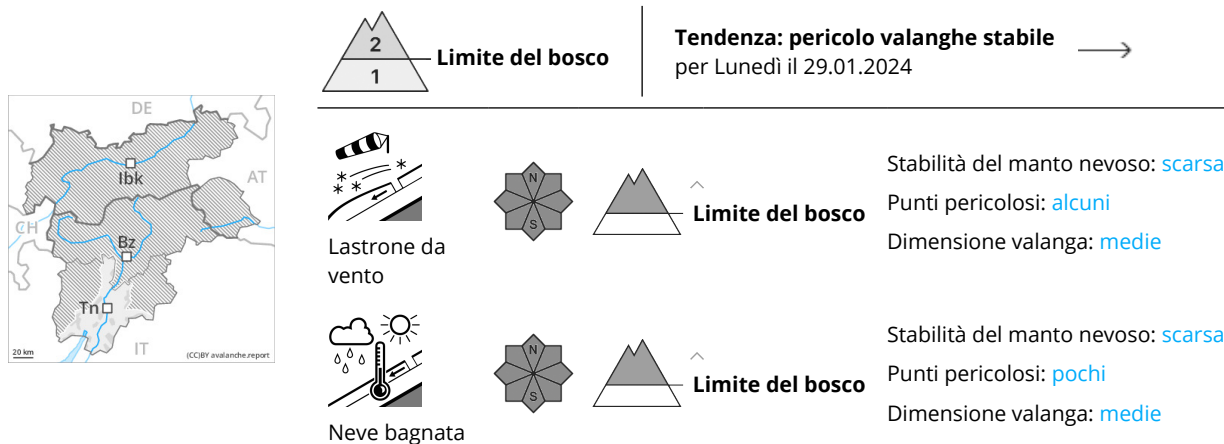 2
1
Limite del bosco
Tendenza: pericolo valanghe stabile
per Lunedì il 29.01.2024
DE
Ibk
AT
CH
Bz
Tn
IT
20 km
(CC)BY avalanche.report
Lastrone da
vento
N
S
Limite del bosco
Stabilità del manto nevoso: scarsa
Punti pericolosi: alcuni
Dimensione valanga: medie
Neve bagnata
N
S
Limite del bosco
Stabilità del manto nevoso: scarsa
Punti pericolosi: pochi
Dimensione valanga: medie